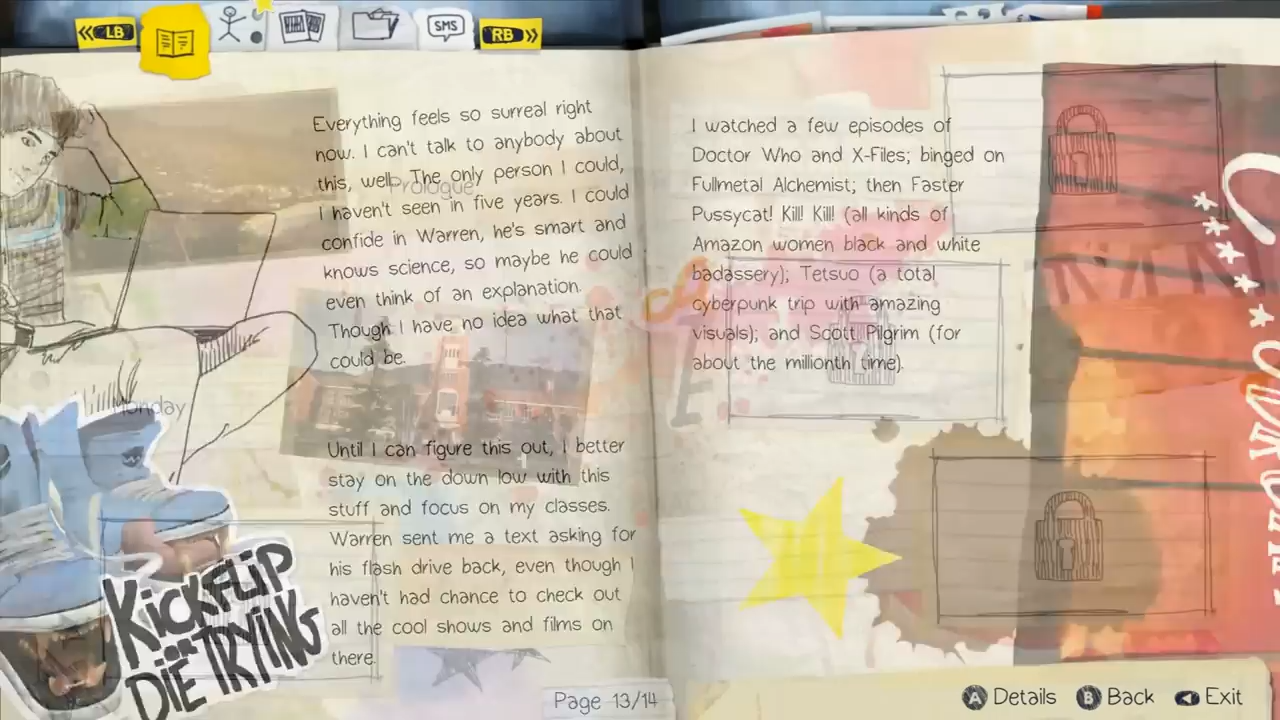 LB
SMS
RB
Everything feels so surreal right
now. I can't talk to anybody about
this, well. The only person I could,
I haven't seen in five years. I could
confide in Warren, he's smart and
knows science, so maybe he could
even think of an explanation.
Though I have no idea what that
could be.
Until I can figure this out, I better
stay on the down low with this
stuff and focus on my classes.
Warren sent me a text asking for
his flash drive back, even though I
haven't had chance to check out
all the cool shows and films on
there.
Prologue
Monday
KiCKFLiP
OR
DiE TRYING
I watched a few episodes of
Doctor Who and X-Files; binged on
Fullmetal Alchemist; then Faster
Pussycat! Kill! Kill! (all kinds of
Amazon women black and white
badassery); Tetsuo (a total
cyberpunk trip with amazing
visuals); and Scott Pilgrim (for
about the millionth time).
Page 13/14
A Details B Back Exit